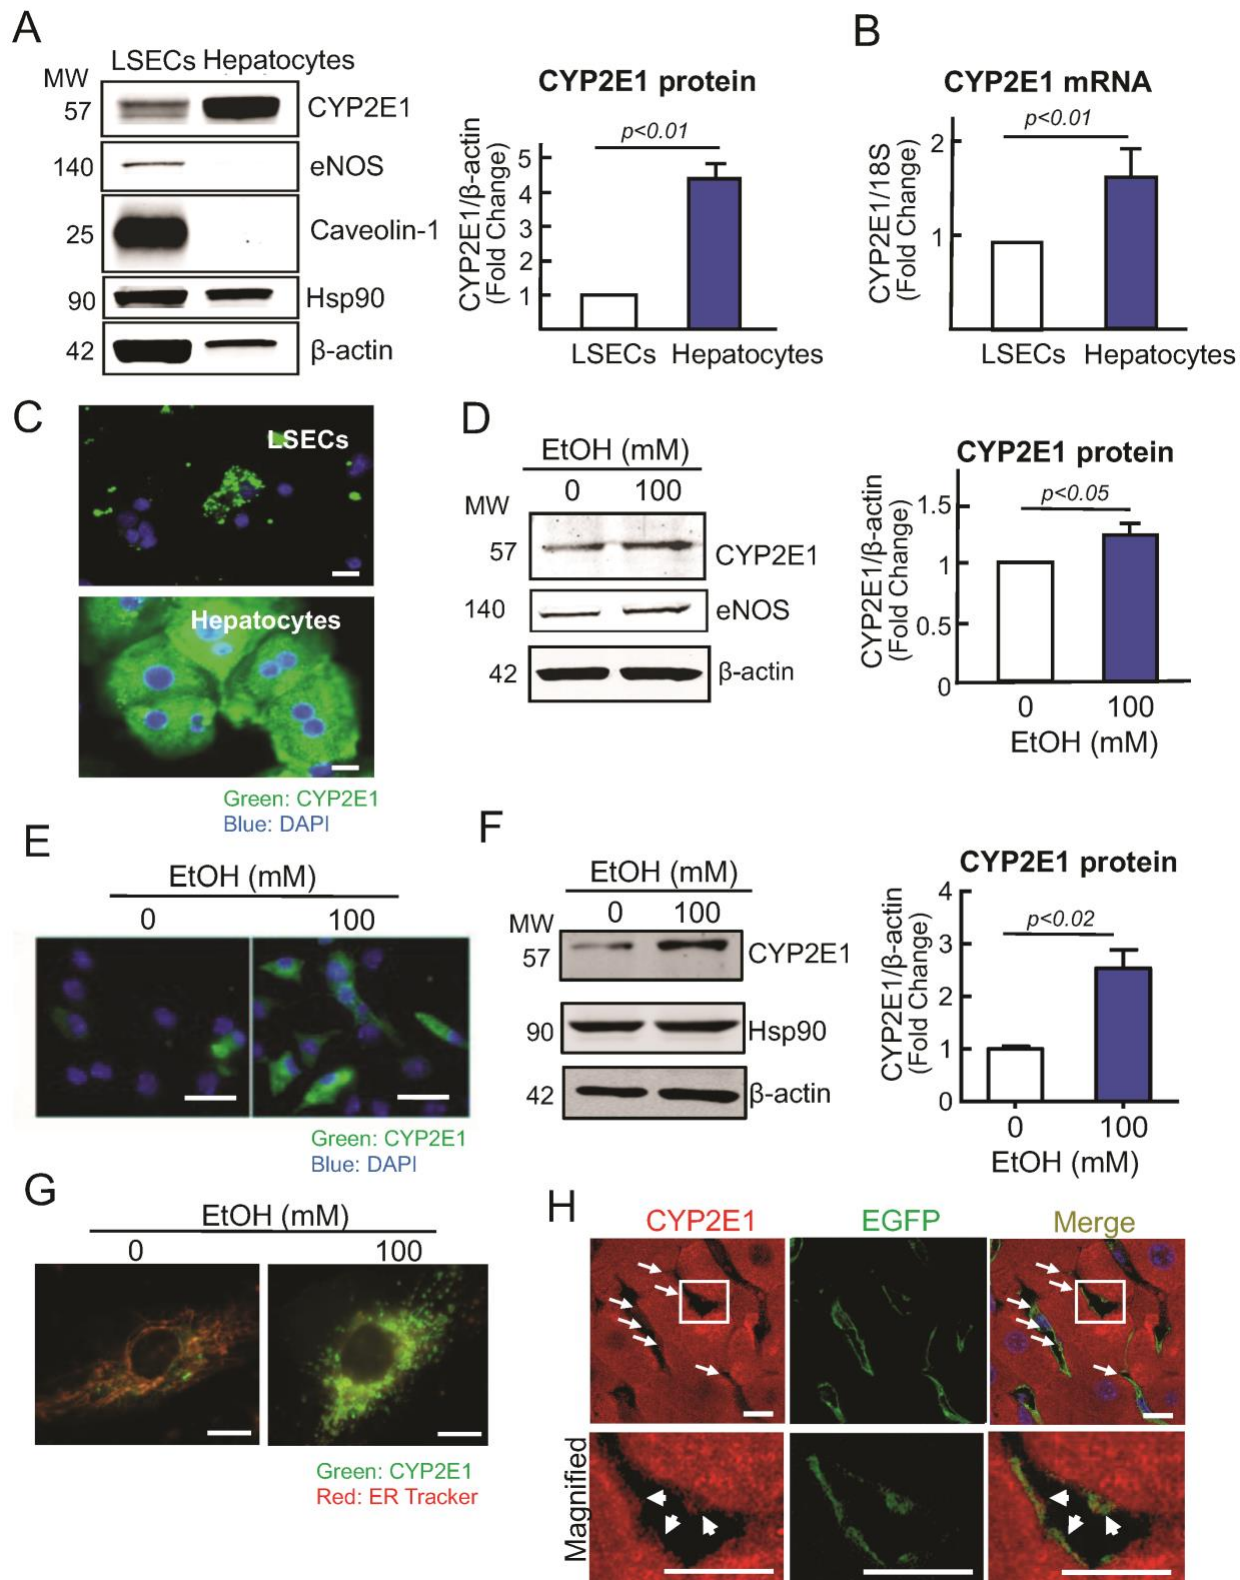 A
LSECs Hepatocytes
MW
57 CYP2E1
140 eNOS
25 Caveolin-1
90 Hsp90
42 β-actin
CYP2E1 protein
p<0.01
CYP2E1/β-actin
(Fold Change)
5
4
3
2
1
LSECs Hepatocytes
B
CYP2E1 mRNA
p<0.01
CYP2E1/18S
(Fold Change)
2
1
LSECs Hepatocytes
C
LSECs
Hepatocytes
Green: CYP2E1
Blue: DAPI
D
EtOH (mM)
0 100
MW
57 CYP2E1
140 eNOS
42 β-actin
CYP2E1 protein
p<0.05
CYP2E1/β-actin
(Fold Change)
1.5
1
0.5
0
0 100
EtOH (mM)
E
EtOH (mM)
0 100
Green: CYP2E1
Blue: DAPI
F
EtOH (mM)
0 100
MW
57 CYP2E1
90 Hsp90
42 β-actin
CYP2E1 protein
p<0.02
CYP2E1/β-actin
(Fold Change)
4
3
2
1
0
0 100
EtOH (mM)
G
EtOH (mM)
0 100
Green: CYP2E1
Red: ER Tracker
H
CYP2E1 EGFP Merge
Magnified